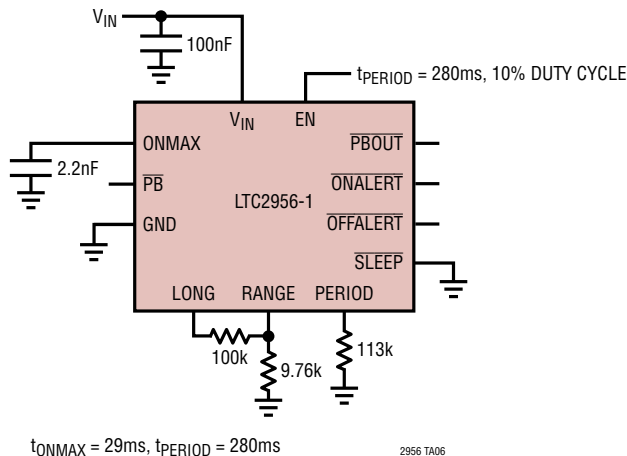 VIN
100nF
tPERIOD = 280ms, 10% DUTY CYCLE
VIN EN
ONMAX PBOUT
2.2nF
PB ONALERT
LTC2956-1
GND OFFALERT
SLEEP
LONG RANGE PERIOD
100k
113k
9.76k
tONMAX = 29ms, tPERIOD = 280ms
2956 TA06